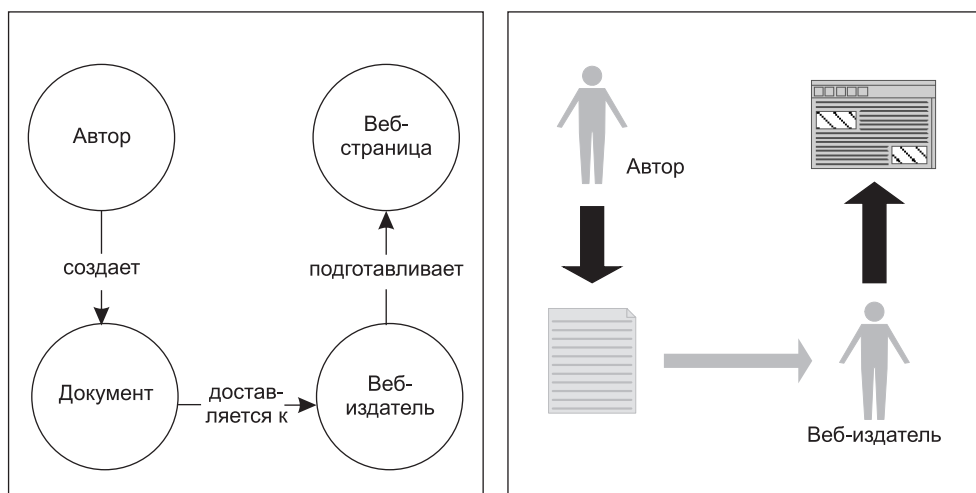 Автор
Веб-
страница
создает
подготавливает
Документ
достав-
ляется к
Веб-
издатель
Автор
Веб-издатель